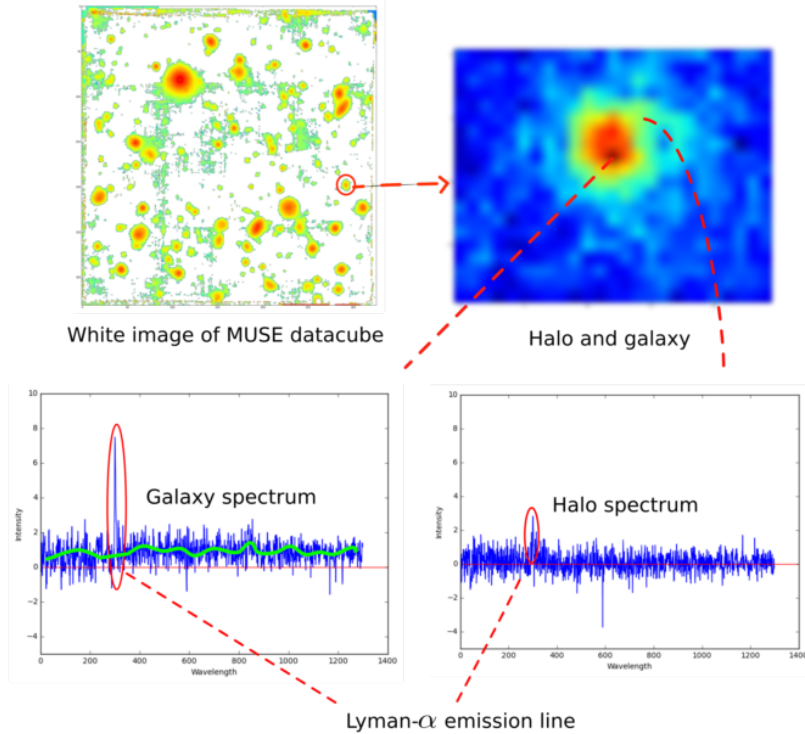 White image of MUSE datacube
Halo and galaxy
10
8
6
4
2
0
−2
−4
Intensity
Galaxy spectrum
0 200 400 600 800 1000 1200 1400
Wavelength
10
8
6
4
2
0
−2
−4
Intensity
Halo spectrum
0 200 400 600 800 1000 1200 1400
Wavelength
Lyman-α emission line